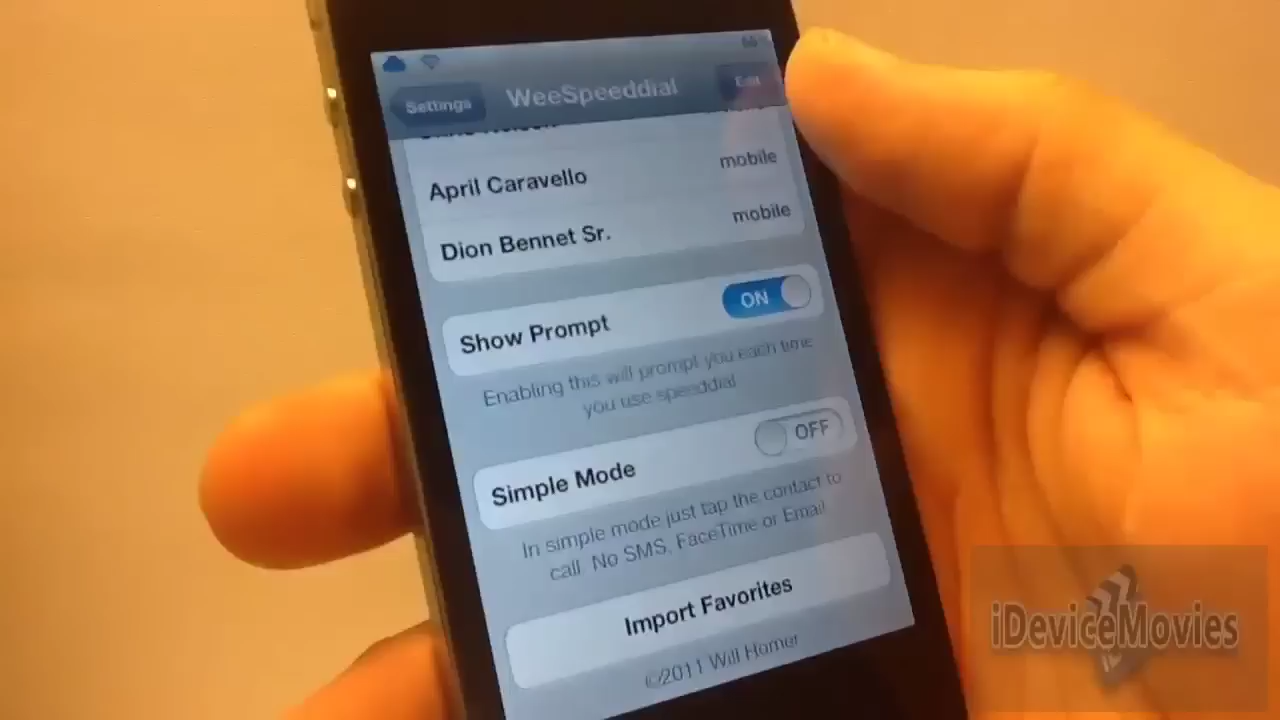 Settings
WeeSpeeddial
Edit
April Caravello
mobile
Dion Bennet Sr.
mobile
Show Prompt
ON
Enabling this will prompt you each time
you use speeddial
Simple Mode
OFF
In simple mode just tap the contact to
call. No SMS, FaceTime or Email.
Import Favorites
©2011 Will Homer
iDeviceMovies